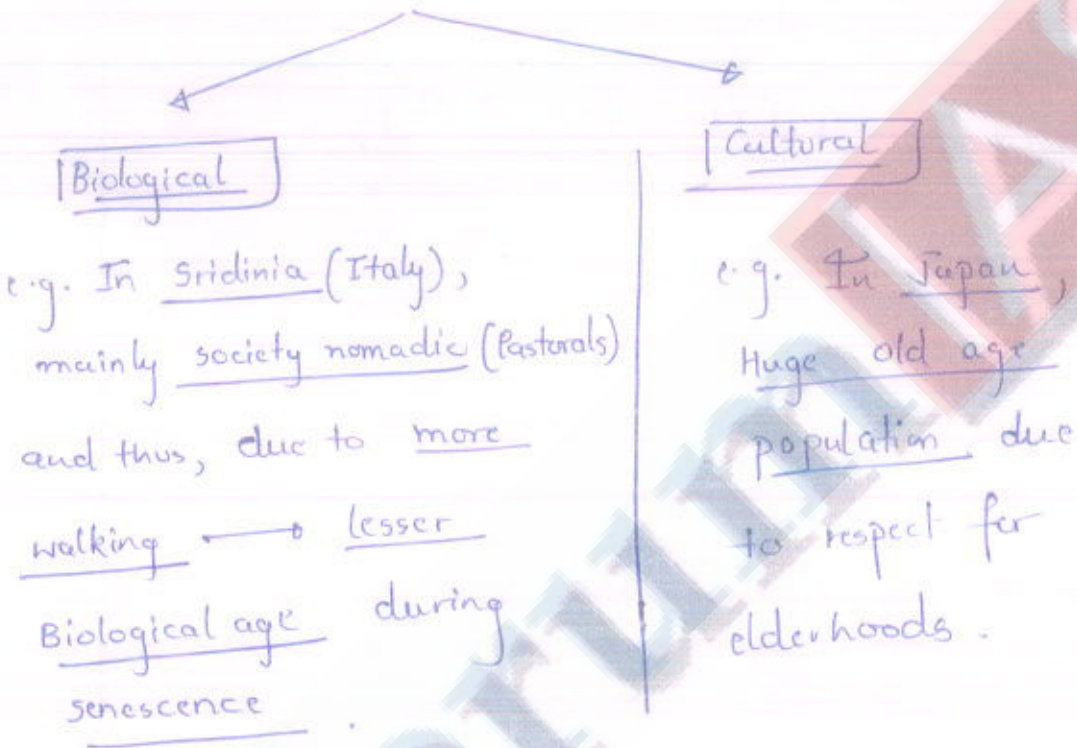 Biological
e.g. In Sridinia (Italy),
mainly society nomadic (Pastorals)
and thus, due to more
walking → lesser
Biological age during
senescence .
Cultural
e.g. In Japan,
Huge old age
population due
to respect for
elderhoods .